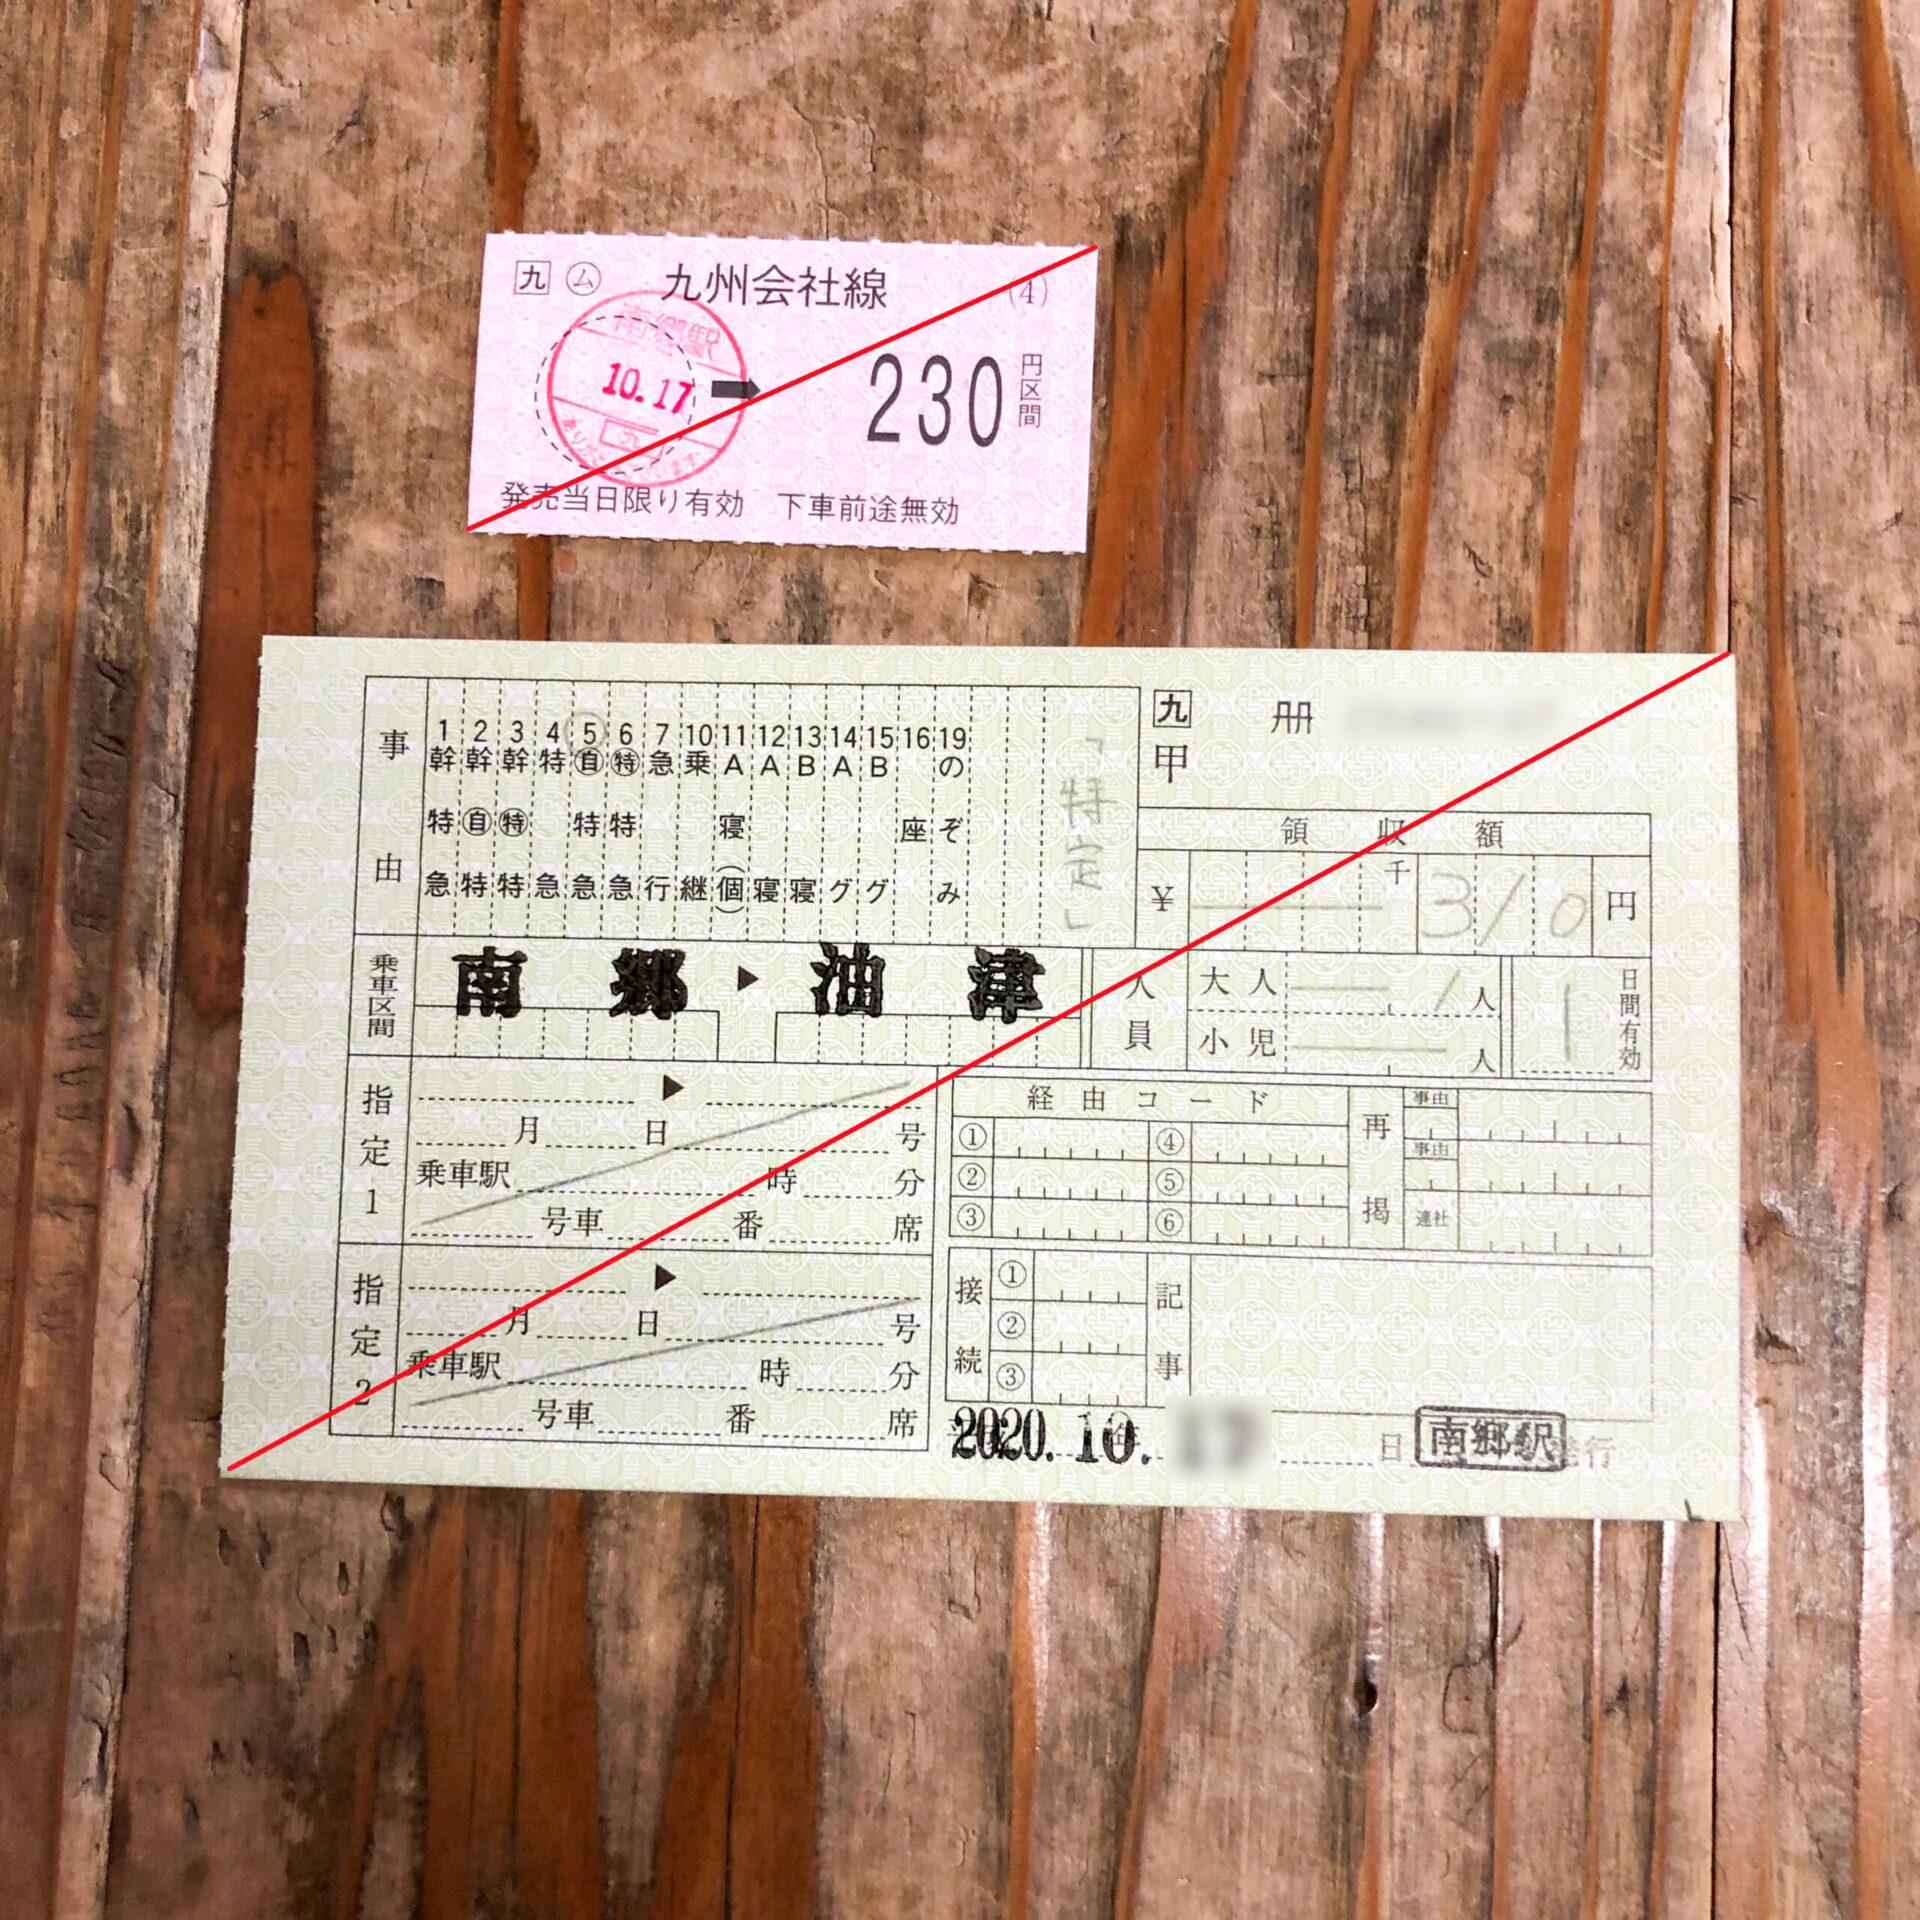 九 ム 九州会社線 (4)
南郷駅
10.17
九
➡ 230 円区間
発売当日限り有効 下車前途無効
事由
1 幹特急
2 幹自特
3 幹特特
4 特急
5 自特急
6 特特急
7 急行
10 乗継
11 A寝(個)
12 A寝
13 B寝
14 Aグ
15 Bグ
16 座
19 のぞみ
「特定」
九 冊
甲
領収額
¥ 千 310 円
乗車区間 南郷 ▶ 油津
人員 大人 1人
小児 人
1 日間有効
指定1 ▶
月 日 号
乗車駅 時 分
号車 番 席
指定2 ▶
月 日 号
乗車駅 時 分
号車 番 席
経由コード
① ④
② ⑤
③ ⑥
再掲 事由
事由
連社
接続 ①
②
③
記事
2020.10. 日 南郷駅 発行